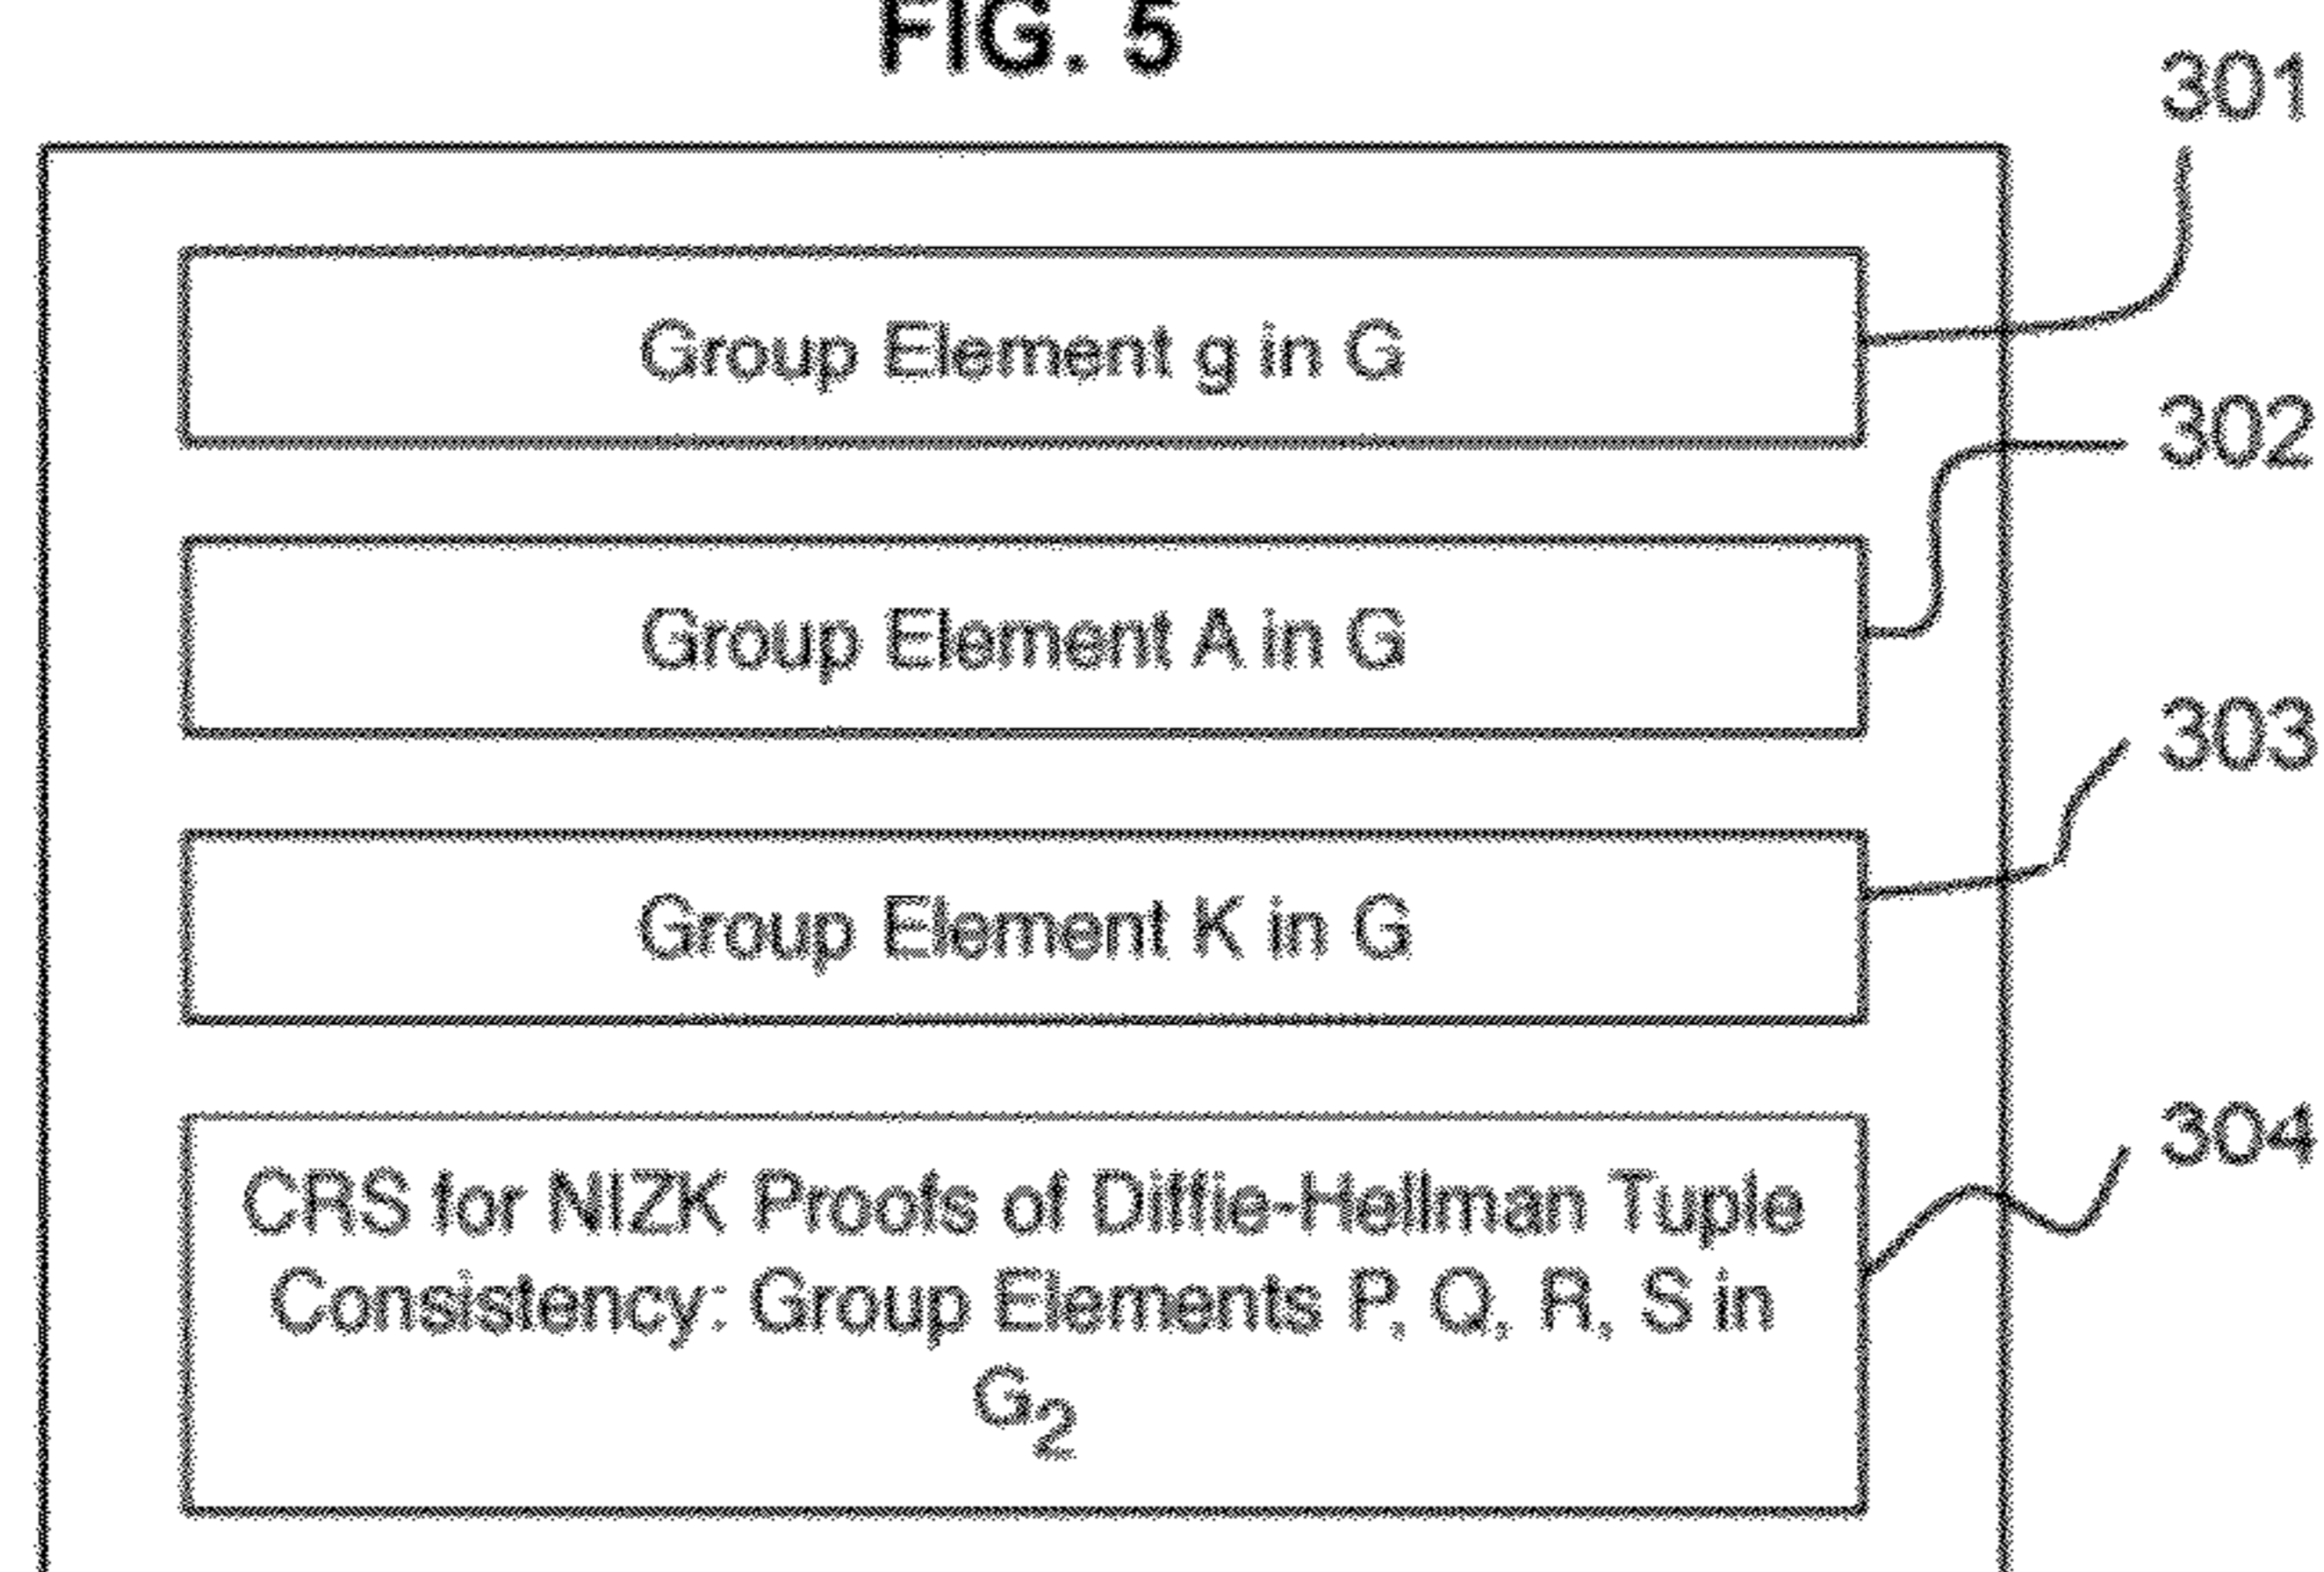 FIG. 5
301
Group Element g in G
302
Group Element A in G
303
Group Element K in G
304
CRS for NIZK Proofs of Diffie-Hellman Tuple
Consistency: Group Elements P, Q, R, S in
G2